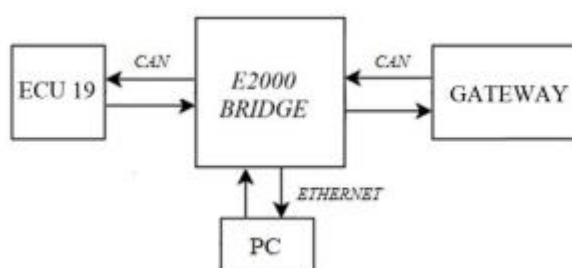 CAN
CAN
ECU 19
E2000
BRIDGE
GATEWAY
ETHERNET
PC